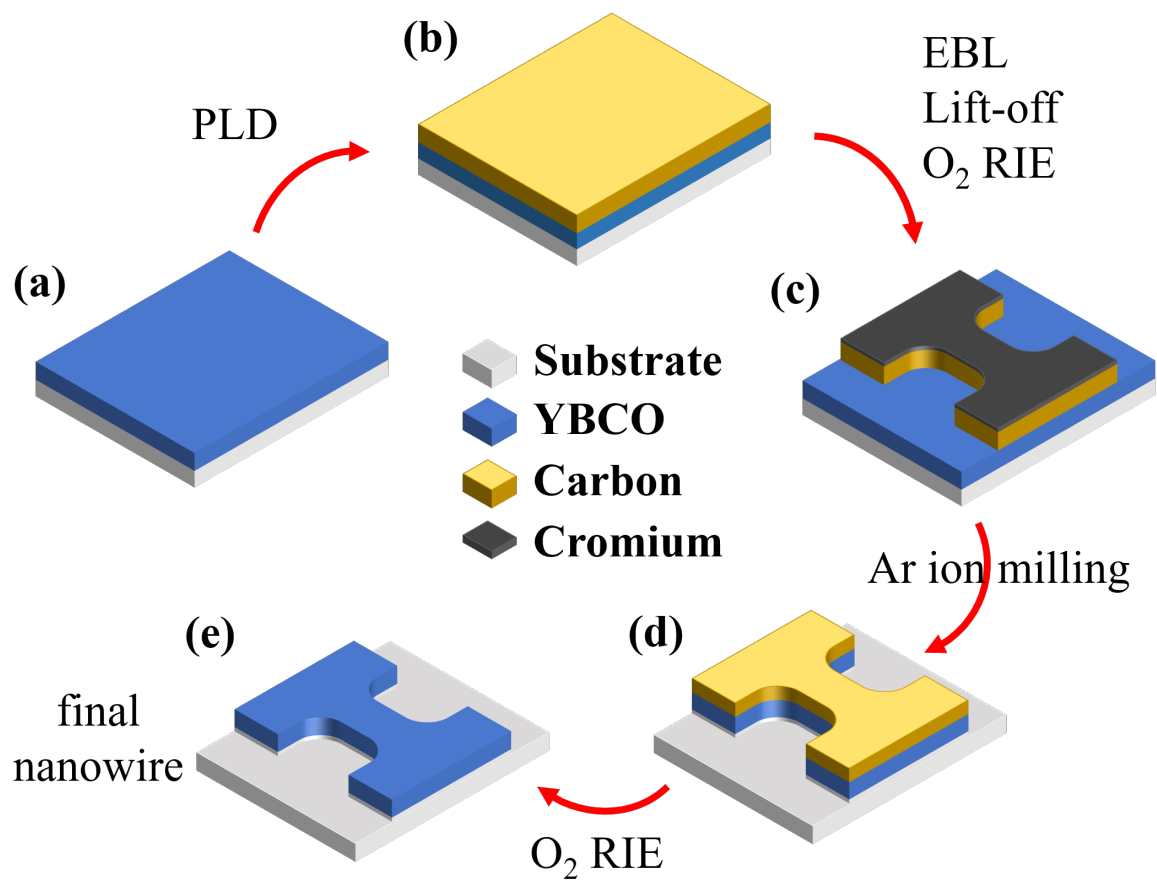 (b)
PLD
EBL
Lift-off
O₂ RIE
(a)
(c)
Substrate
YBCO
Carbon
Cromium
Ar ion milling
(e)
(d)
final
nanowire
O₂ RIE